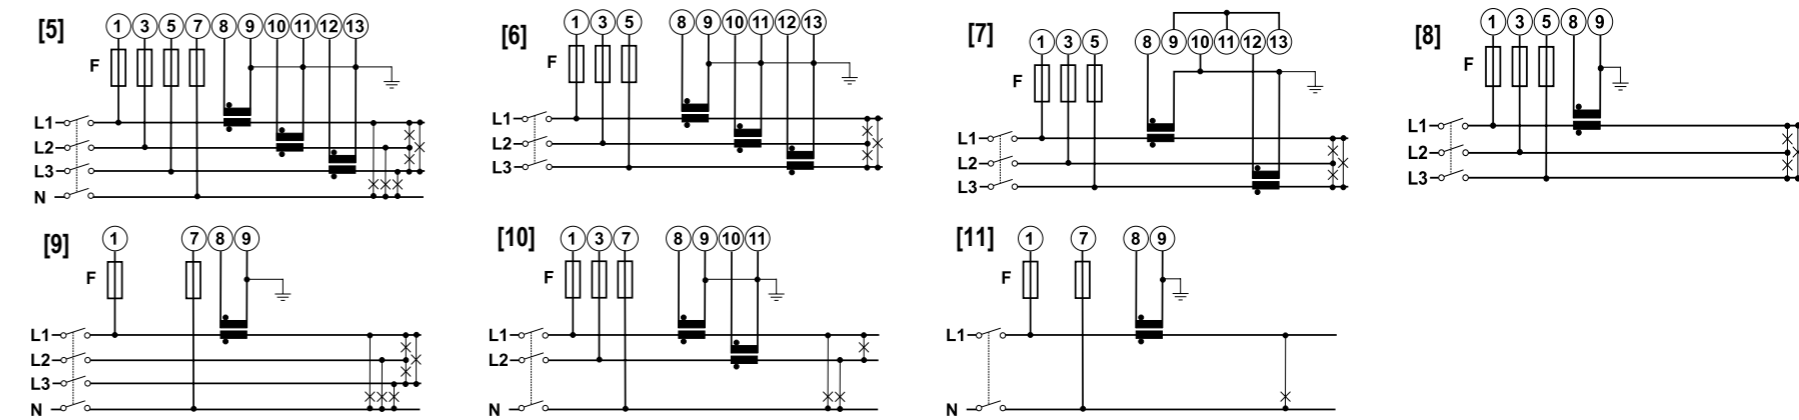 [5] 1 3 5 7 8 9 10 11 12 13
F
L1
L2
L3
N
[6] 1 3 5 8 9 10 11 12 13
F
L1
L2
L3
[7] 1 3 5 8 9 10 11 12 13
F
L1
L2
L3
[8] 1 3 5 8 9
F
L1
L2
L3
[9] 1 7 8 9
F
L1
L2
L3
N
[10] 1 3 7 8 9 10 11
F
L1
L2
N
[11] 1 7 8 9
F
L1
N